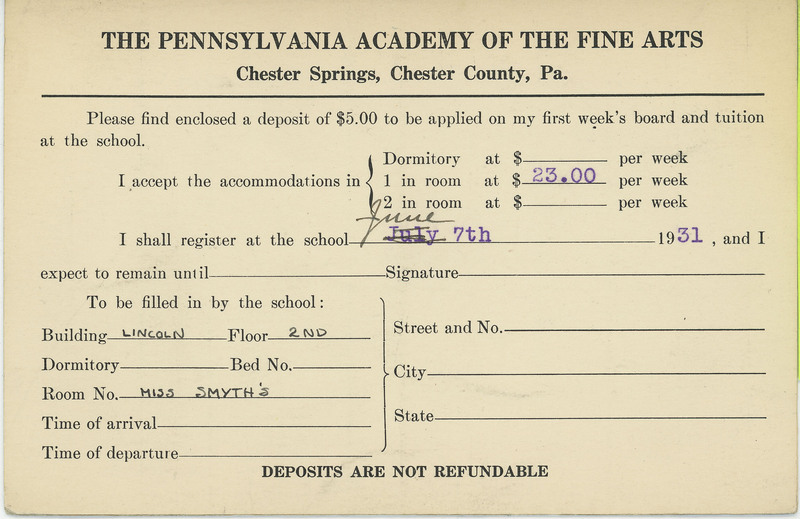 THE PENNSYLVANIA ACADEMY OF THE FINE ARTS
Chester Springs, Chester County, Pa.
Please find enclosed a deposit of $5.00 to be applied on my first week's board and tuition
at the school.
Dormitory at $ per week
I accept the accommodations in { 1 in room at $ 23.00 per week
2 in room at $ per week
June
I shall register at the school July 7th 1931, and I
expect to remain until Signature
To be filled in by the school:
Building LINCOLN Floor 2ND
Street and No.
Dormitory Bed No.
City
Room No. MISS SMYTH'S
State
Time of arrival
Time of departure
DEPOSITS ARE NOT REFUNDABLE